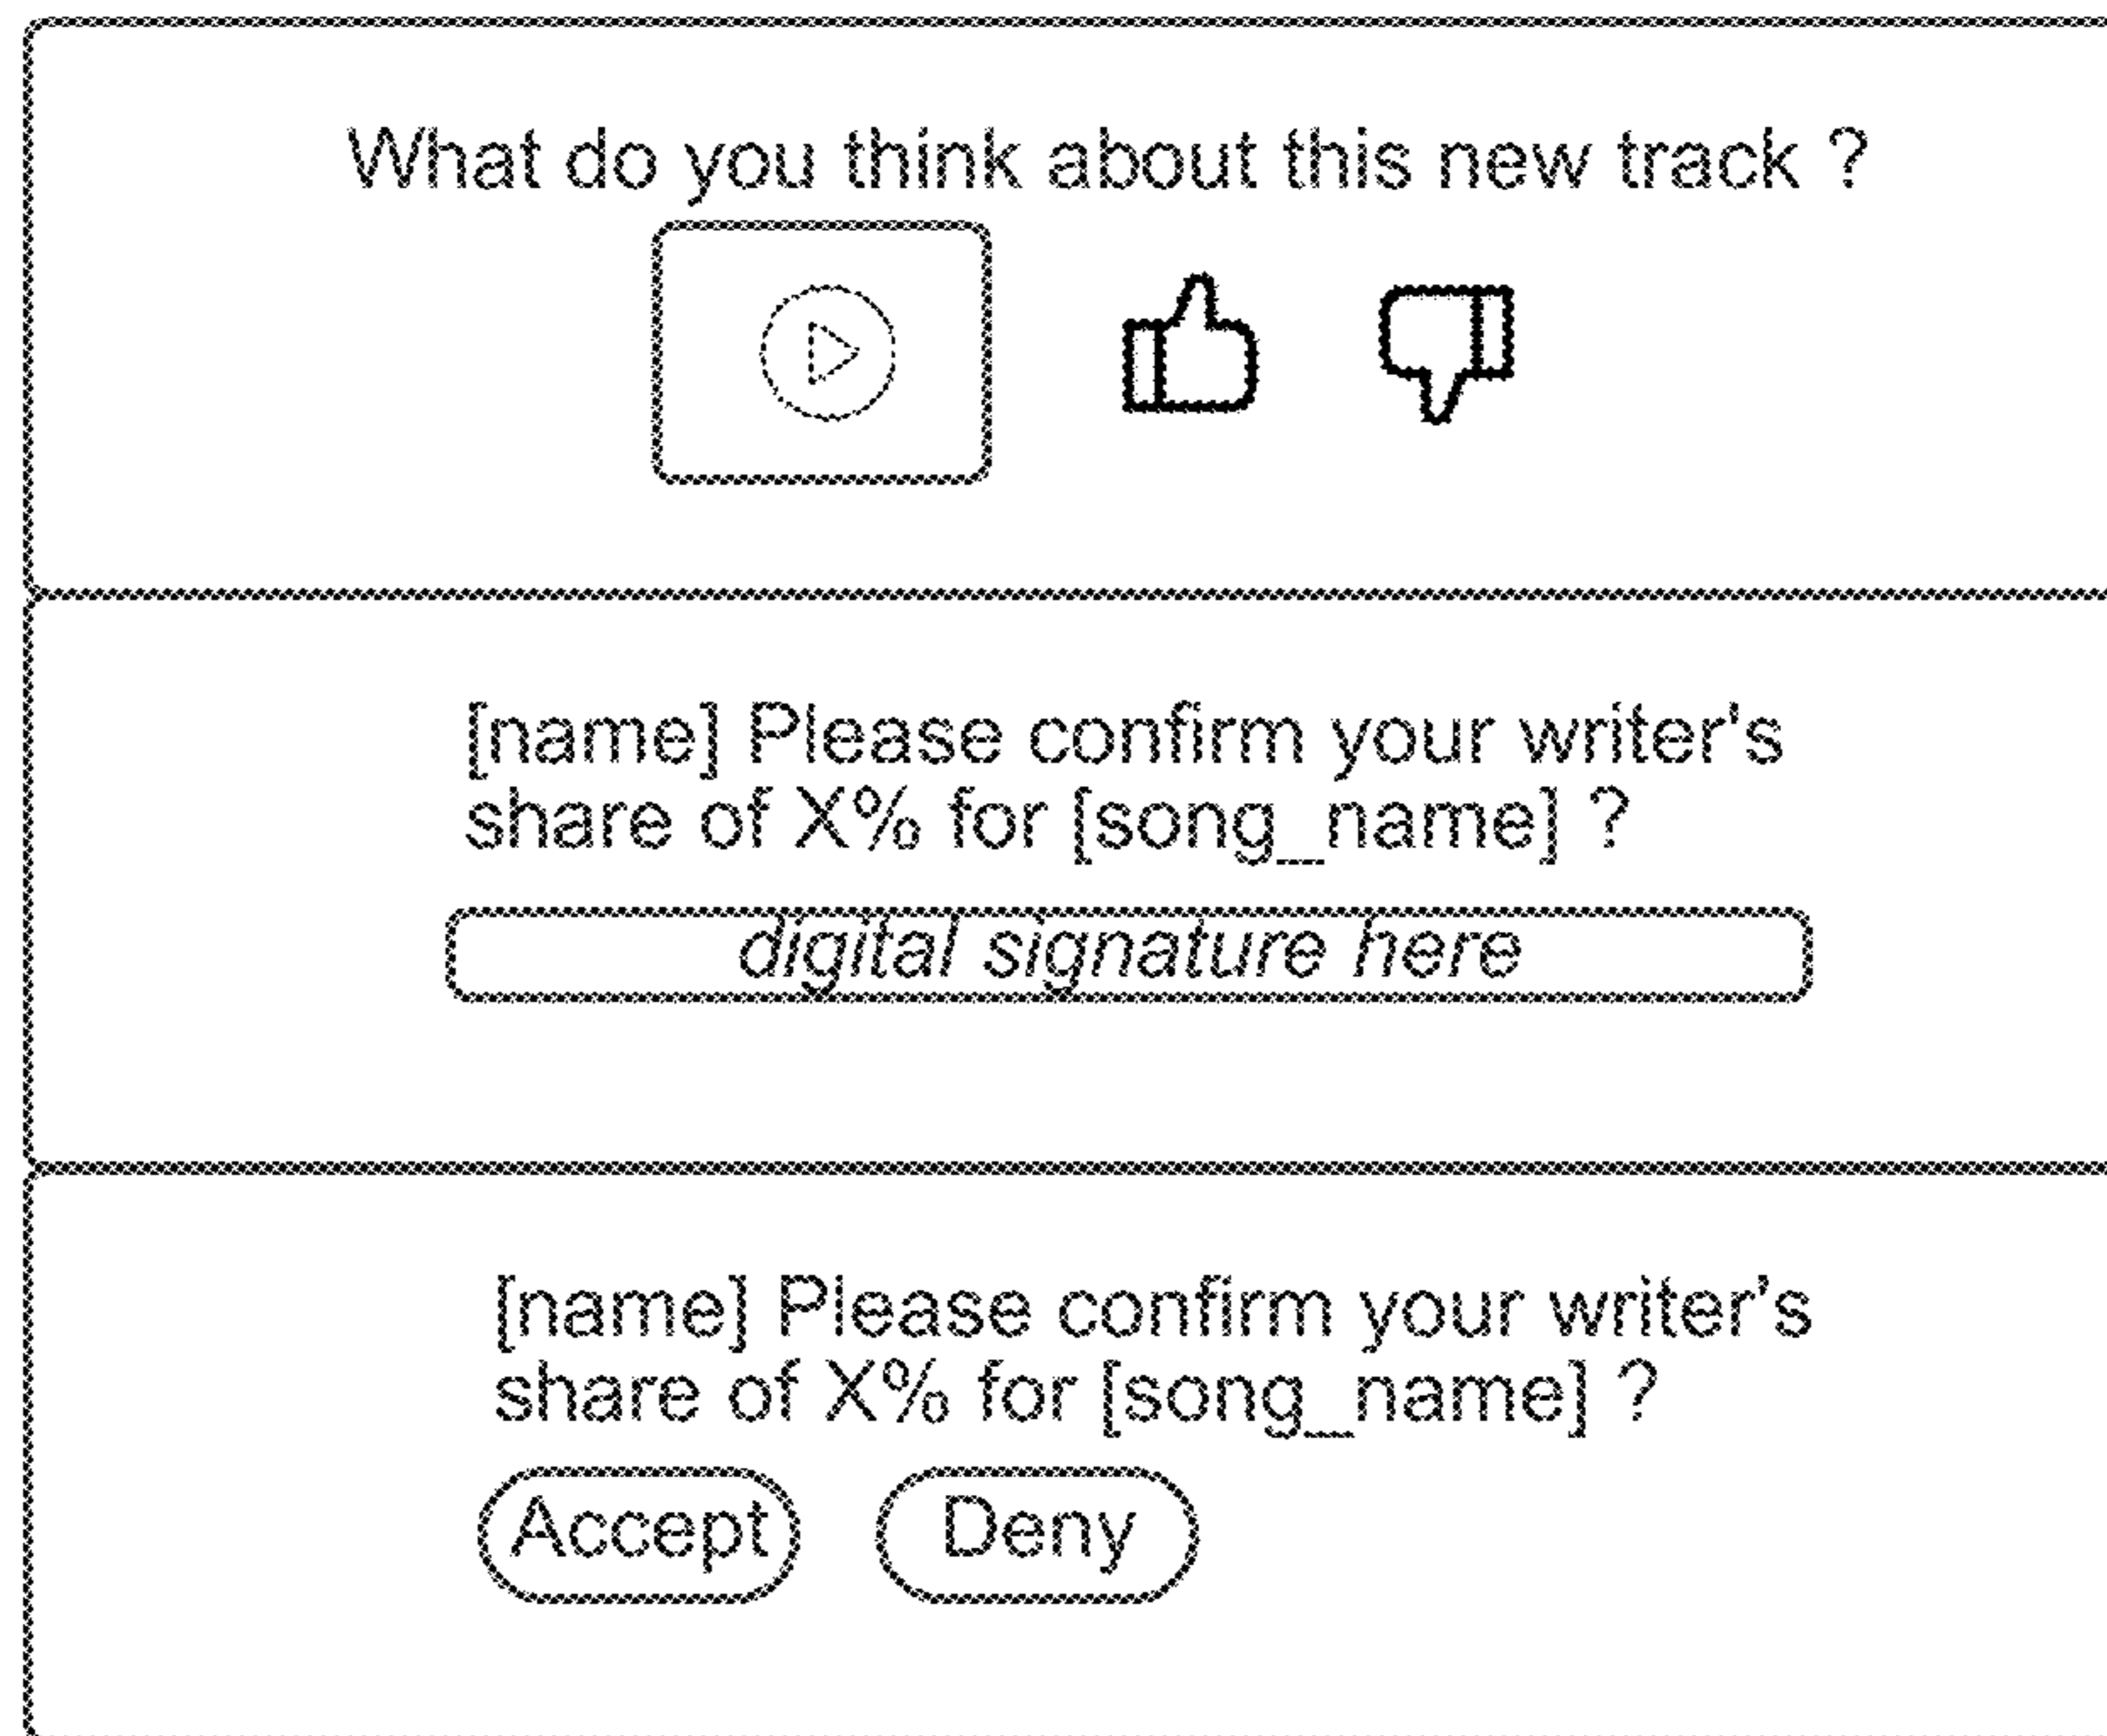 What do you think about this new track ?
[name] Please confirm your writer's
share of X% for [song_name] ?
digital signature here
[name] Please confirm your writer's
share of X% for [song_name] ?
Accept Deny